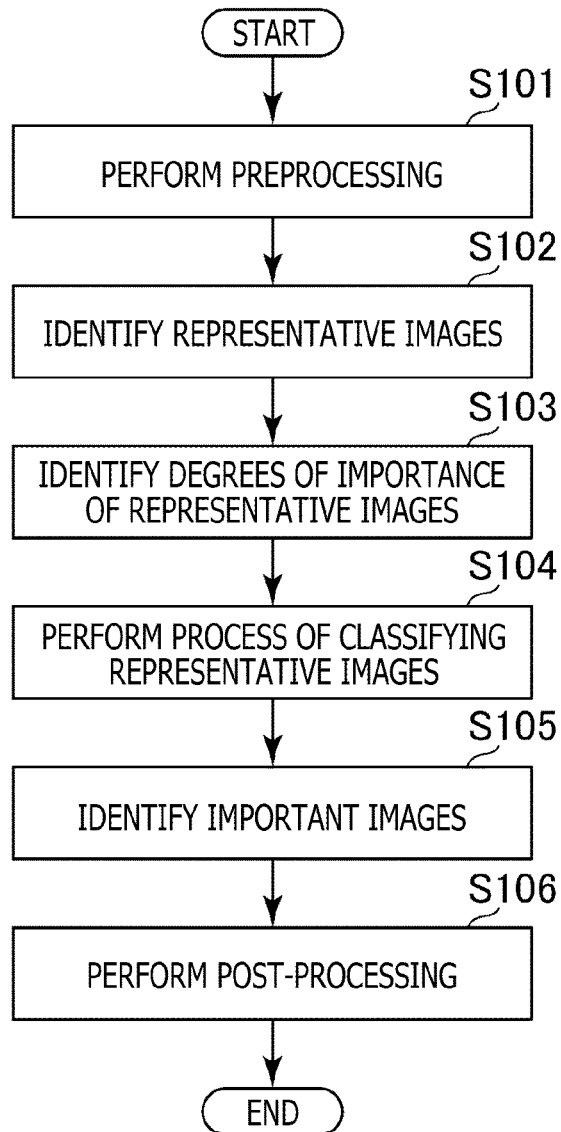 START
S101
PERFORM PREPROCESSING
S102
IDENTIFY REPRESENTATIVE IMAGES
S103
IDENTIFY DEGREES OF IMPORTANCE
OF REPRESENTATIVE IMAGES
S104
PERFORM PROCESS OF CLASSIFYING
REPRESENTATIVE IMAGES
S105
IDENTIFY IMPORTANT IMAGES
S106
PERFORM POST-PROCESSING
END